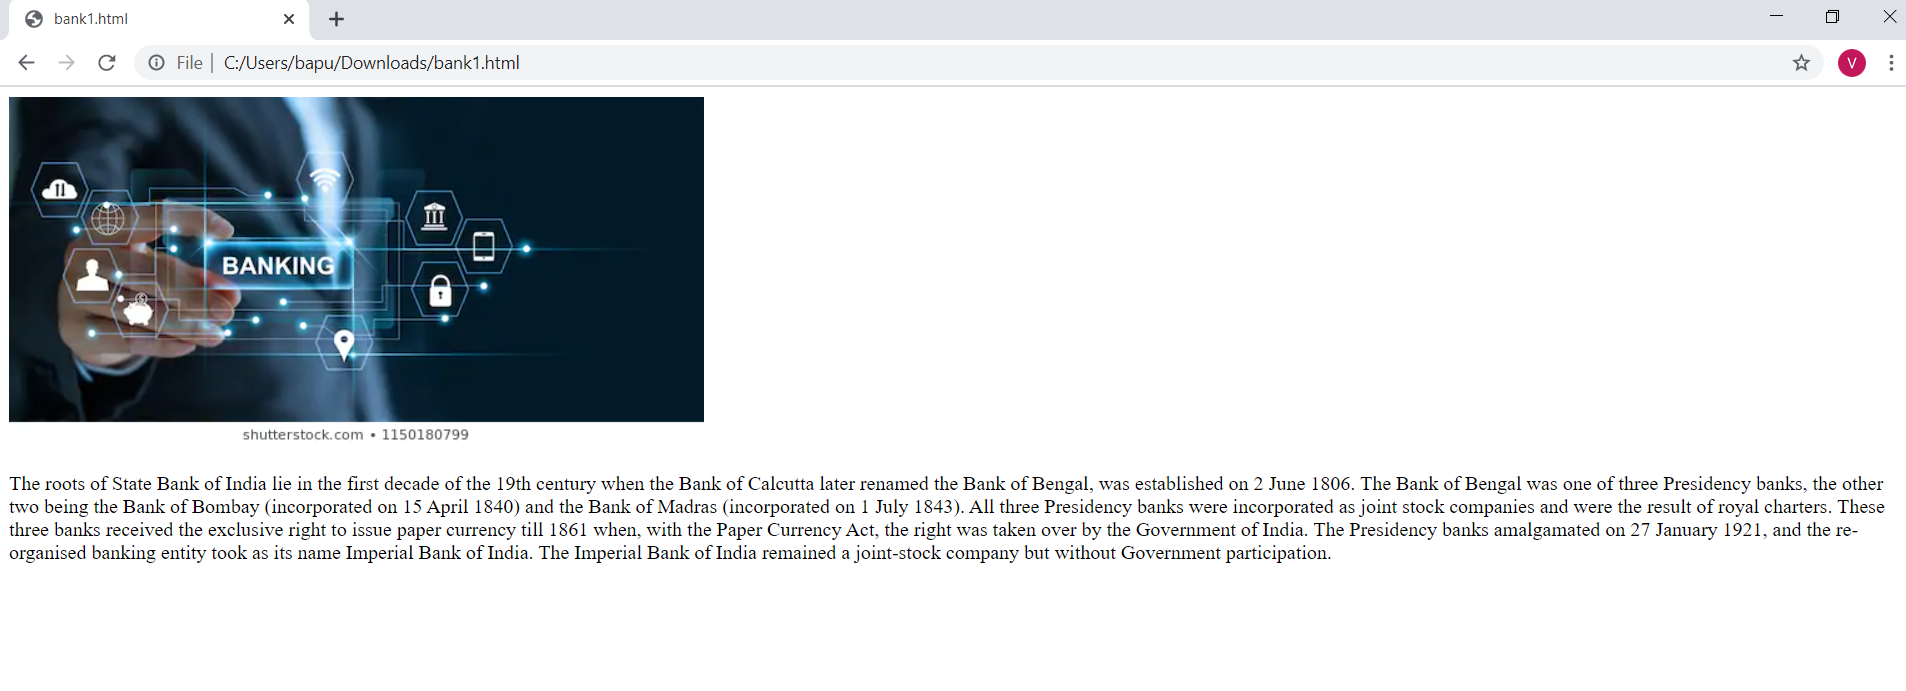 bank1.html
File | C:/Users/bapu/Downloads/bank1.html
V
BANKING
shutterstock.com • 1150180799
The roots of State Bank of India lie in the first decade of the 19th century when the Bank of Calcutta later renamed the Bank of Bengal, was established on 2 June 1806. The Bank of Bengal was one of three Presidency banks, the other
two being the Bank of Bombay (incorporated on 15 April 1840) and the Bank of Madras (incorporated on 1 July 1843). All three Presidency banks were incorporated as joint stock companies and were the result of royal charters. These
three banks received the exclusive right to issue paper currency till 1861 when, with the Paper Currency Act, the right was taken over by the Government of India. The Presidency banks amalgamated on 27 January 1921, and the re-
organised banking entity took as its name Imperial Bank of India. The Imperial Bank of India remained a joint-stock company but without Government participation.